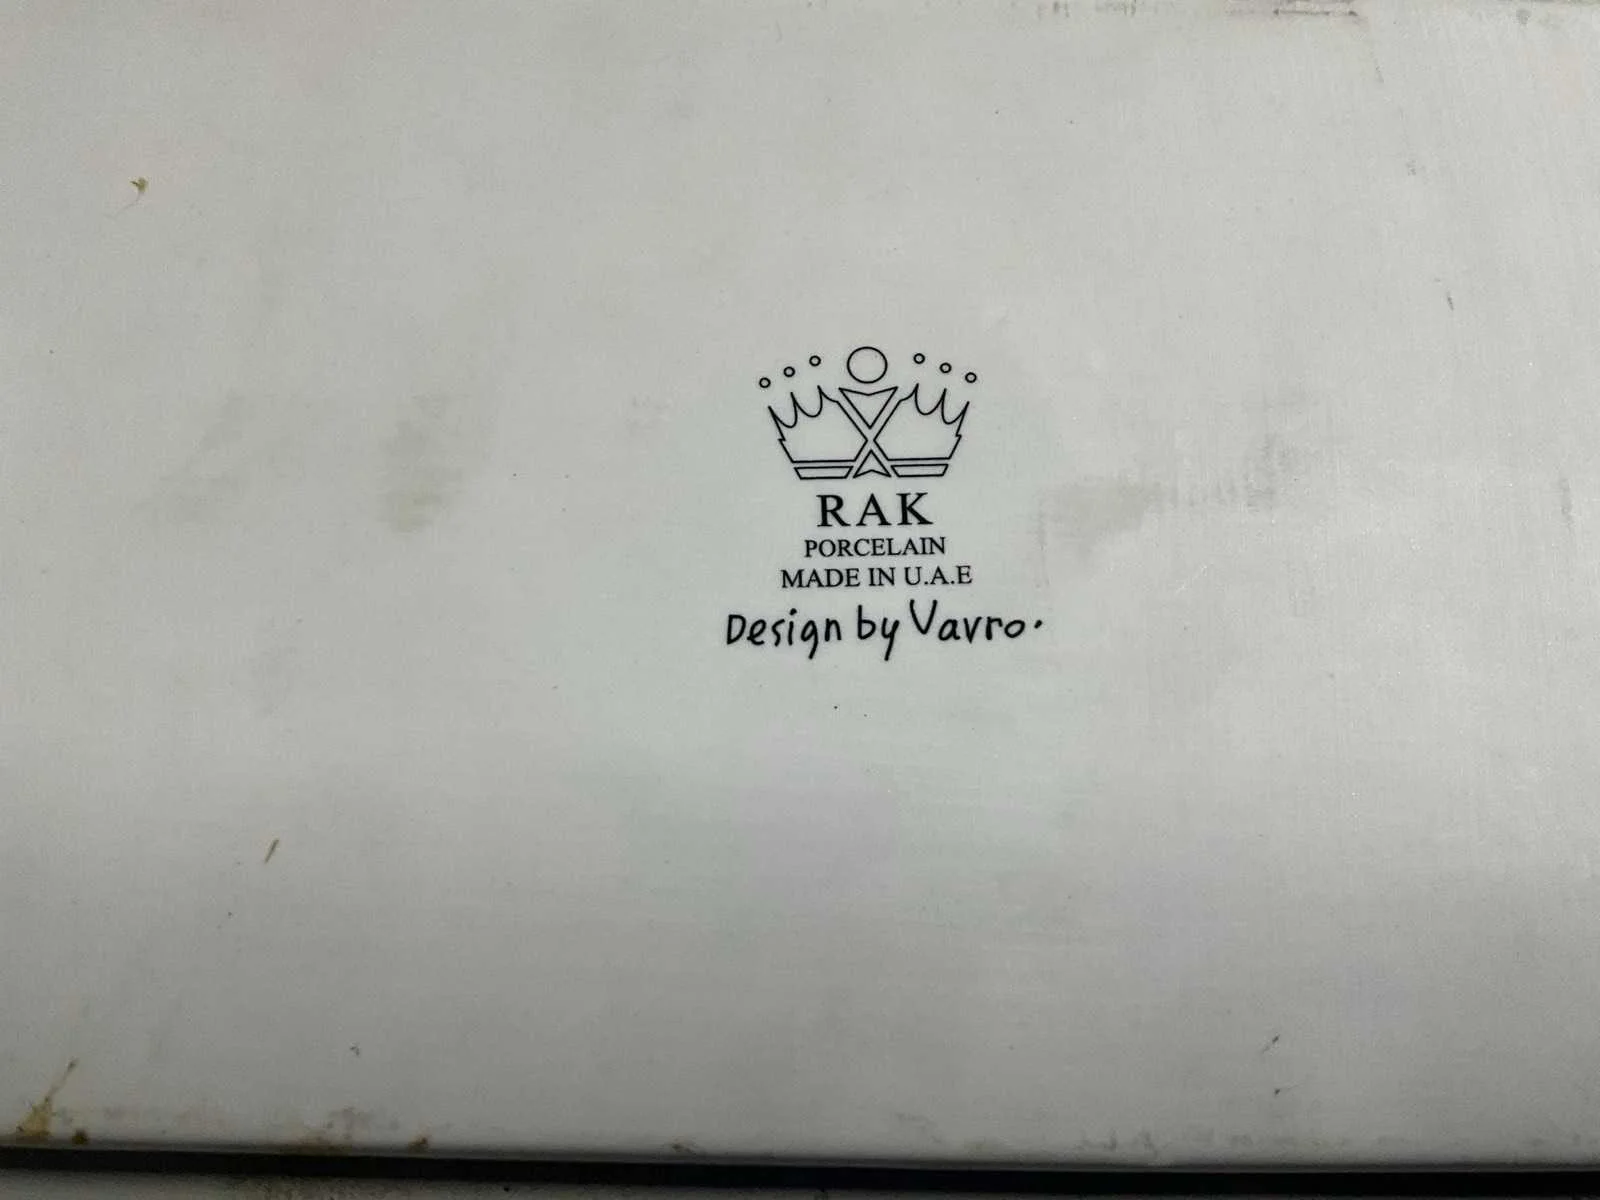 RAK
PORCELAIN
MADE IN U.A.E
Design by Vavro.